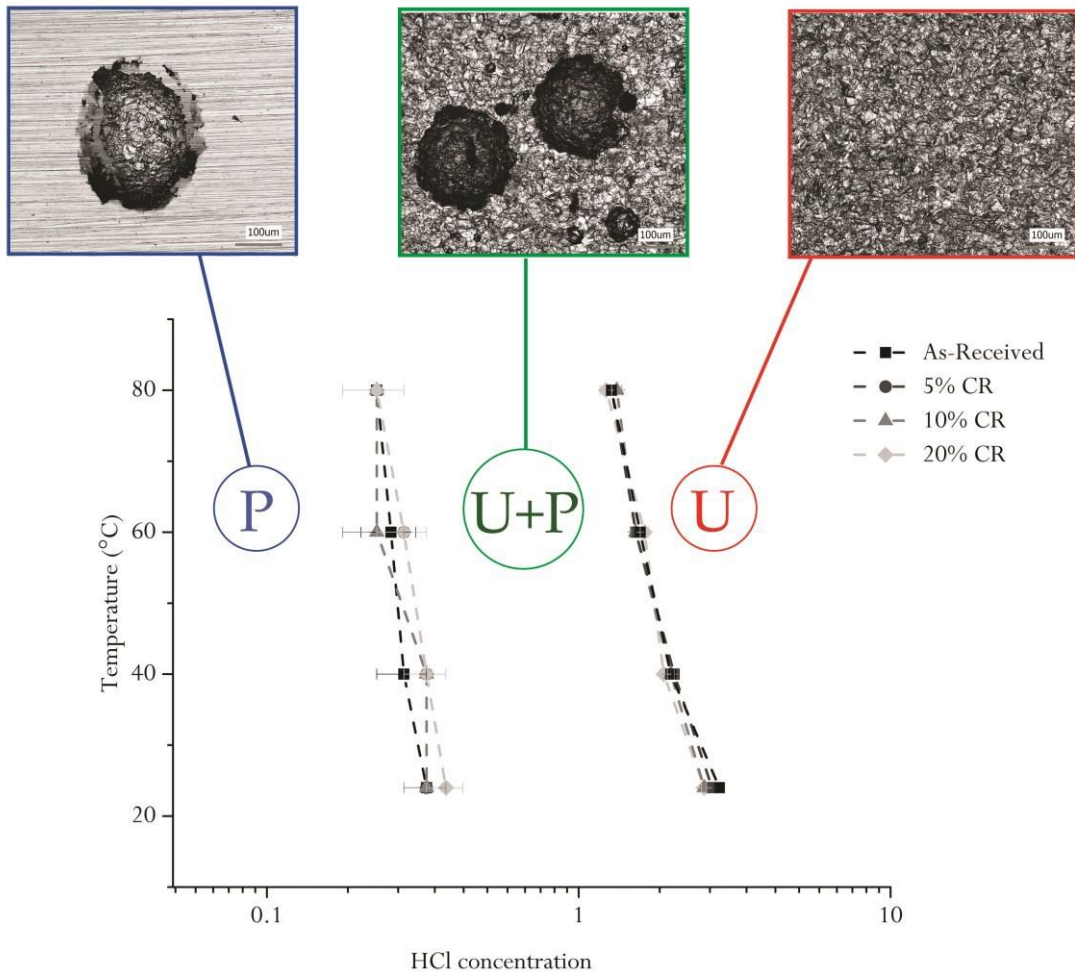 100um
100um
100um
As-Received
5% CR
10% CR
20% CR
P
U+P
U
80
60
40
20
Temperature (°C)
0.1
1
10
HCl concentration